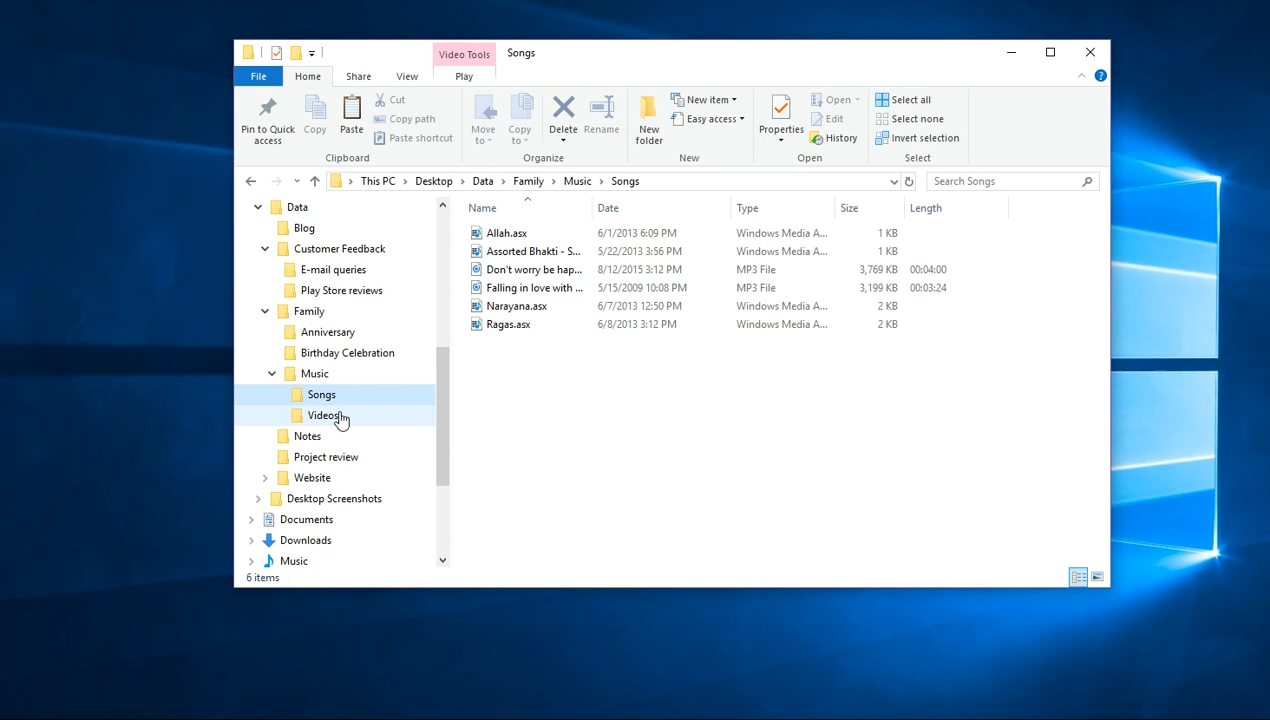 Video Tools Songs
File Home Share View Play
Pin to Quick access
Copy
Paste
Cut
Copy path
Paste shortcut
Clipboard
Move to
Copy to
Delete
Rename
Organize
New folder
New item
Easy access
New
Properties
Open
Edit
History
Open
Select all
Select none
Invert selection
Select
This PC > Desktop > Data > Family > Music > Songs
Search Songs
Data
Blog
Customer Feedback
E-mail queries
Play Store reviews
Family
Anniversary
Birthday Celebration
Music
Songs
Videos
Notes
Project review
Website
Desktop Screenshots
Documents
Downloads
Music
Name Date Type Size Length
Allah.asx 6/1/2013 6:09 PM Windows Media A... 1 KB
Assorted Bhakti - S... 5/22/2013 3:56 PM Windows Media A... 1 KB
Don't worry be hap... 8/12/2015 3:12 PM MP3 File 3,769 KB 00:04:00
Falling in love with ... 5/15/2009 10:08 PM MP3 File 3,199 KB 00:03:24
Narayana.asx 6/7/2013 12:50 PM Windows Media A... 2 KB
Ragas.asx 6/8/2013 3:12 PM Windows Media A... 2 KB
6 items